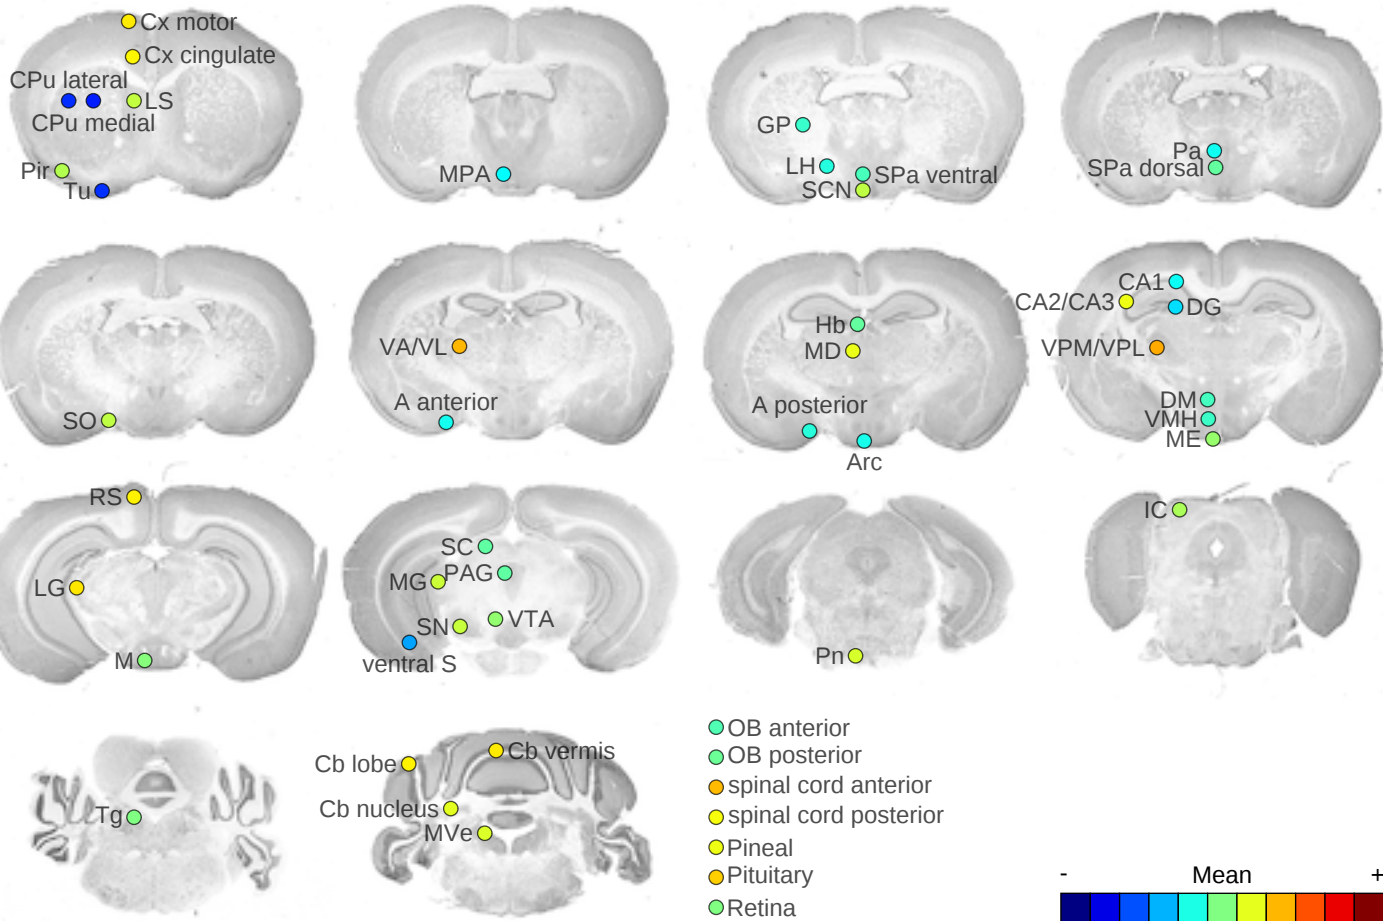 Cx motor
Cx cingulate
CPu lateral
LS
CPu medial
Pir
Tu
MPA
GP
LH
SPa ventral
SCN
Pa
SPa dorsal
SO
VA/VL
A anterior
Hb
MD
A posterior
Arc
CA1
CA2/CA3
DG
VPM/VPL
DM
VMH
ME
RS
LG
M
SC
PAG
MG
VTA
SN
ventral S
Pn
IC
Tg
Cb lobe
Cb vermis
Cb nucleus
MVe
OB anterior
OB posterior
spinal cord anterior
spinal cord posterior
Pineal
Pituitary
Retina
- Mean +